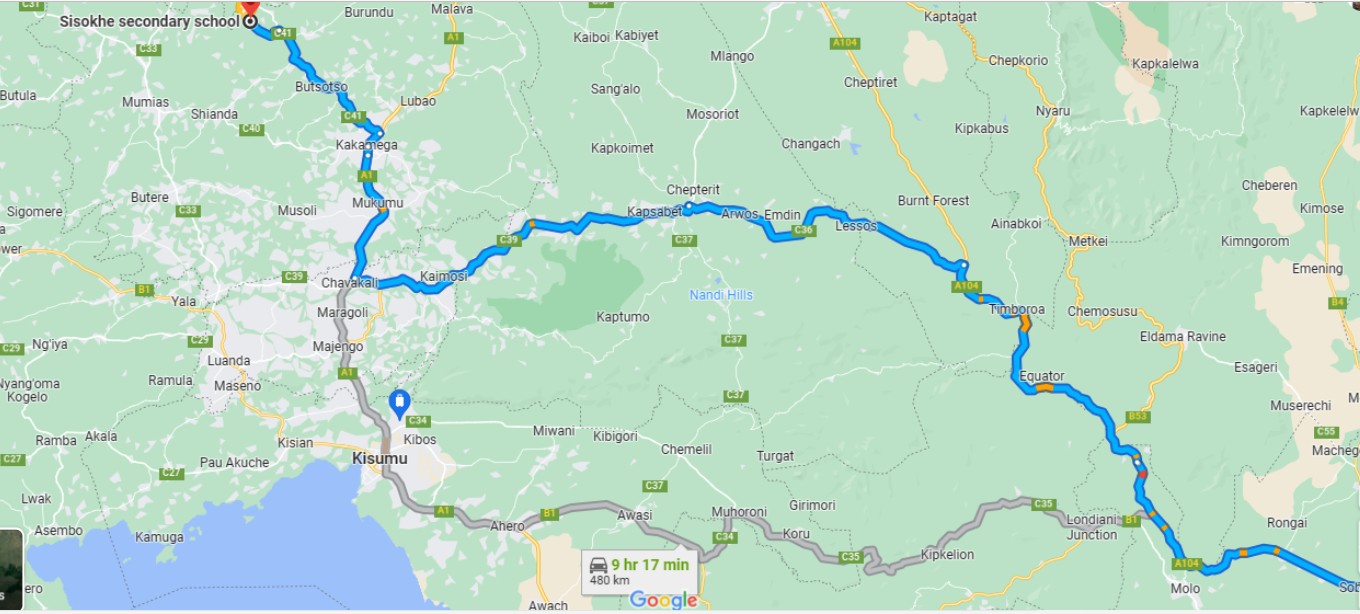 C31
Burundu
Malava
C37
Kaptagat
Sisokhe secondary school
C41
A1
Kaiboi
Kabiyet
A104
C33
Mlango
Chepkorio
Kapkalelwa
Cheptiret
Butula
Mumias
Butsotso
Sang'alo
Lubao
Shianda
C41
Mosoriot
Nyaru
Kapkelelw
C40
Kipkabus
Kakamega
Kapkoimet
Changach
A1
Chepterit
Cheberen
Butere
Mukumu
Burnt Forest
Sigomere
C33
Musoli
Kapsabet
Arwos
Emdin
Kimose
Ainabkoi
Lessos
C36
C39
C37
Metkei
Kimngorom
wer
Emening
C39
Chavakali
Kaimosi
B1
A104
Yala
Nandi Hills
B4
Maragoli
Timboroa
Chemosusu
Kaptumo
C29
Ng'iya
C29
Majengo
C37
Eldama Ravine
Luanda
Esageri
A1
Equator
Nyang'oma
Kogelo
Ramula
Maseno
C37
M
Muserechi
B53
C34
Miwani
Kibigori
C55
Ramba
Akala
Kisian
Kibos
Chemelil
Macheg
C27
Kisumu
Turgat
Pau Akuche
C27
C37
Lwak
A1
B1
Awasi
Muhoroni
Girimori
C35
Asembo
Kamuga
Ahero
Koru
Londiani
Junction
B1
Rongai
C34
C35
Kipkelion
9 hr 17 min
480 km
A104
Molo
ero
s
Awach
Google
Sob